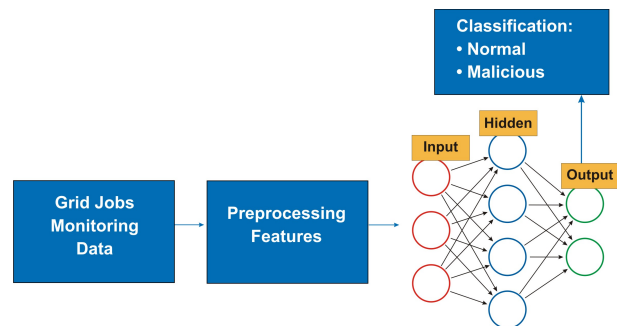 Classification:
• Normal
• Malicious
Hidden
Input
Output
Grid Jobs
Monitoring
Data
Preprocessing
Features